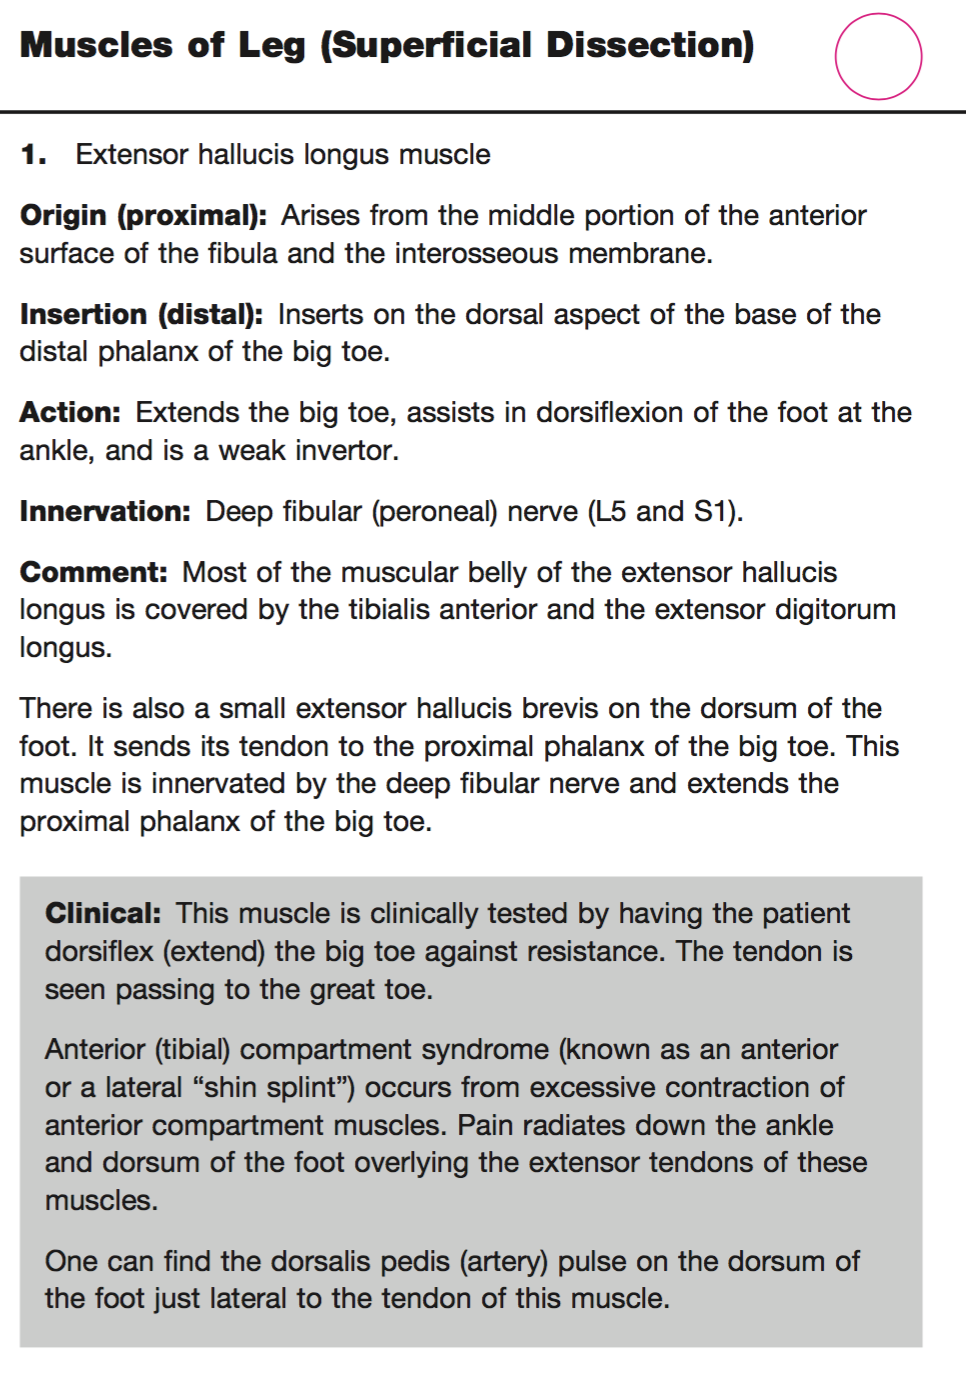 Muscles of Leg (Superficial Dissection)
1. Extensor hallucis longus muscle
Origin (proximal): Arises from the middle portion of the anterior
surface of the fibula and the interosseous membrane.
Insertion (distal): Inserts on the dorsal aspect of the base of the
distal phalanx of the big toe.
Action: Extends the big toe, assists in dorsiflexion of the foot at the
ankle, and is a weak invertor.
Innervation: Deep fibular (peroneal) nerve (L5 and S1).
Comment: Most of the muscular belly of the extensor hallucis
longus is covered by the tibialis anterior and the extensor digitorum
longus.
There is also a small extensor hallucis brevis on the dorsum of the
foot. It sends its tendon to the proximal phalanx of the big toe. This
muscle is innervated by the deep fibular nerve and extends the
proximal phalanx of the big toe.
Clinical: This muscle is clinically tested by having the patient
dorsiflex (extend) the big toe against resistance. The tendon is
seen passing to the great toe.
Anterior (tibial) compartment syndrome (known as an anterior
or a lateral “shin splint”) occurs from excessive contraction of
anterior compartment muscles. Pain radiates down the ankle
and dorsum of the foot overlying the extensor tendons of these
muscles.
One can find the dorsalis pedis (artery) pulse on the dorsum of
the foot just lateral to the tendon of this muscle.